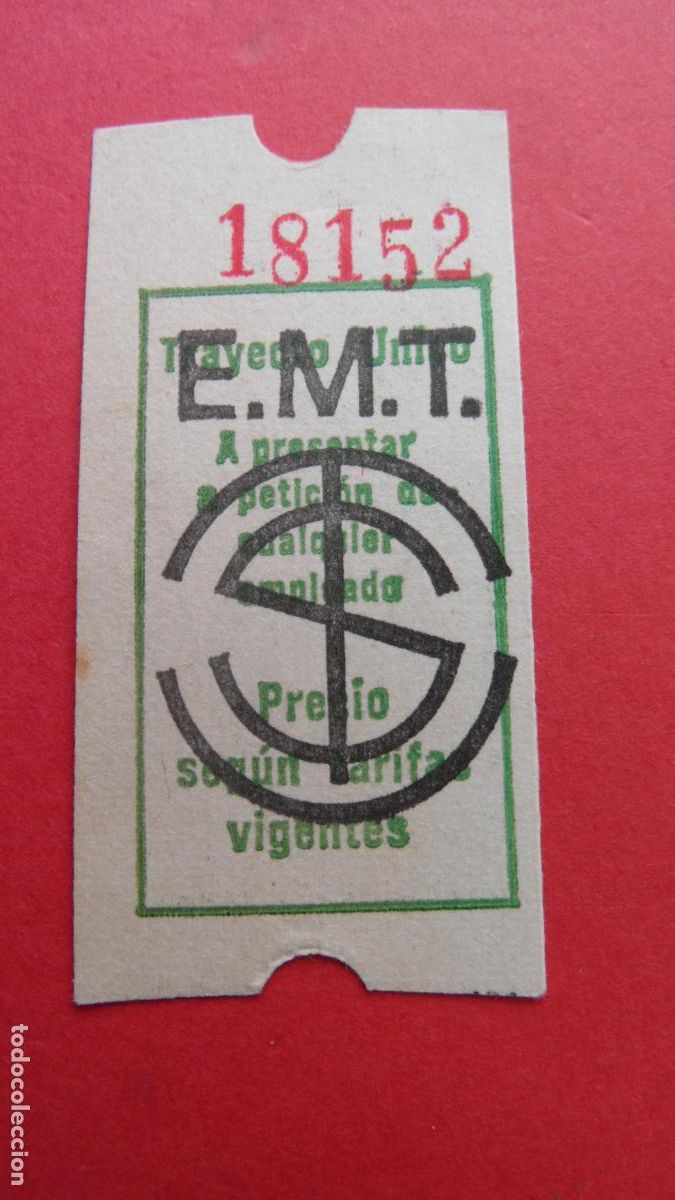 18152
Trayecto Unico
E.M.T.
A presentar
a petición de
cualquier
empleado
Precio
según tarifas
vigentes
todocoleccion